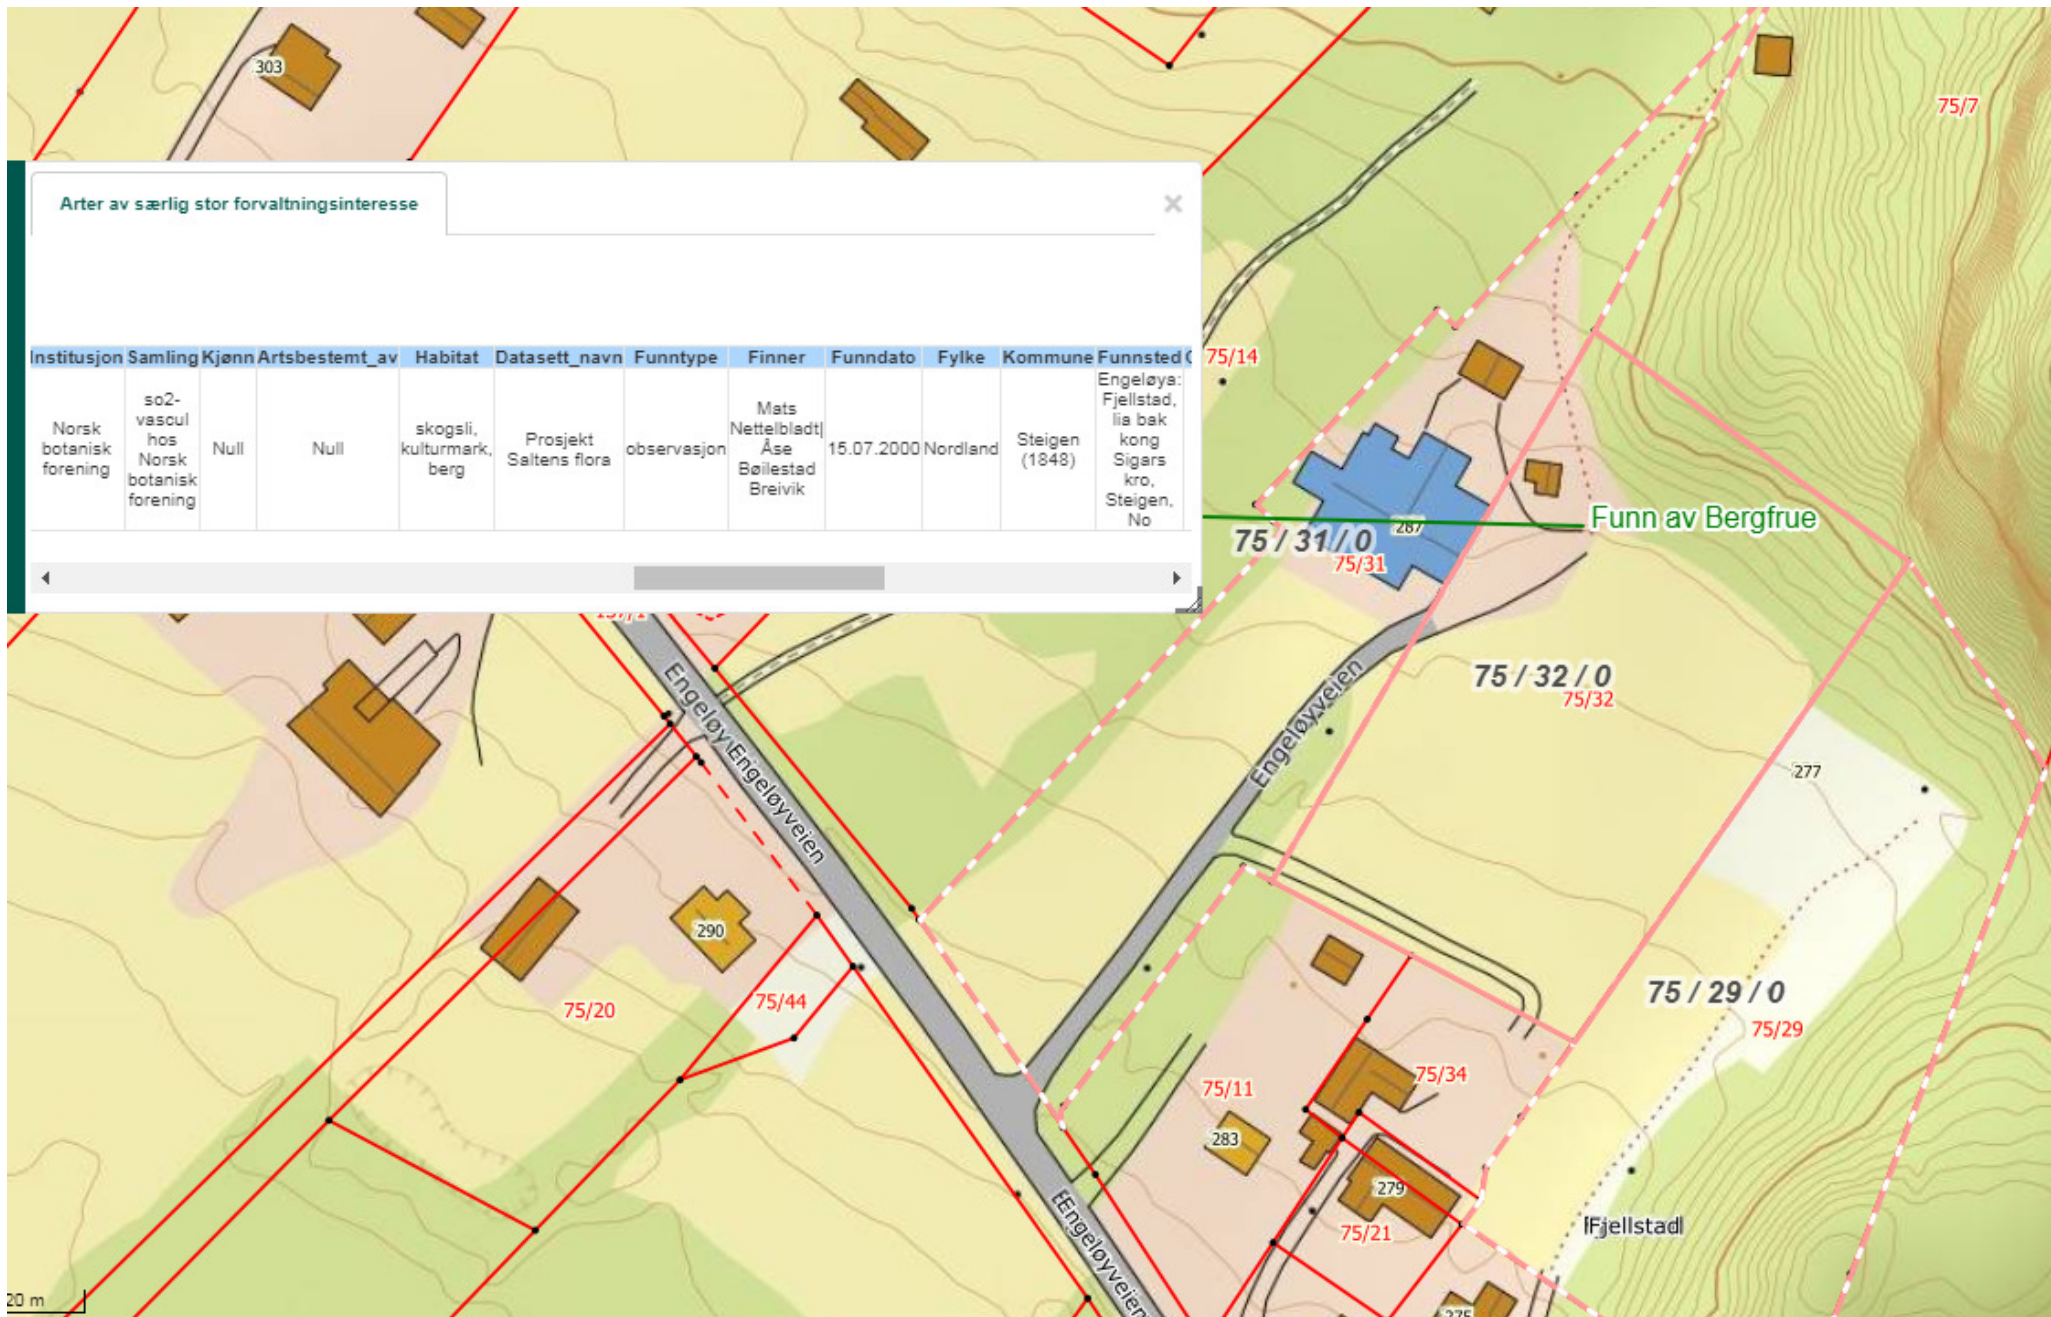 303
75/7
Arter av særlig stor forvaltningsinteresse
×
Institusjon Samling Kjønn Artsbestemt_av Habitat Datasett_navn Funntype Finner Funndato Fylke Kommune Funnsted
Norsk botanisk forening
so2-vascul hos Norsk botanisk forening
Null
Null
skogsli, kulturmark, berg
Prosjekt Saltens flora
observasjon
Mats Nettelbladt| Åse Bøilestad Breivik
15.07.2000
Nordland
Steigen (1848)
Engeløya: Fjellstad, lia bak kong Sigars kro, Steigen, No
75/14
Funn av Bergfrue
287
75 / 31 / 0
75/31
75 / 32 / 0
75/32
Engeløyveien
Engeløy
Engeløyveien
277
290
75/20
75/44
75 / 29 / 0
75/29
75/11
75/34
283
279
75/21
Fjellstad
Engeløyveien
275
20 m